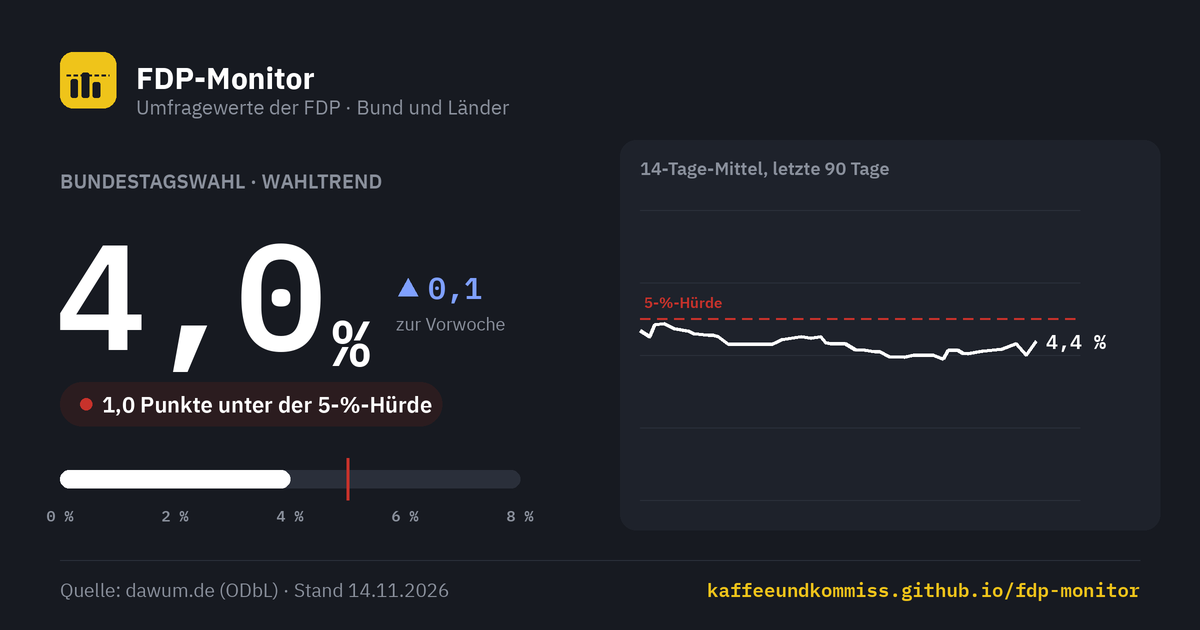 FDP-Monitor
Umfragewerte der FDP · Bund und Länder
BUNDESTAGSWAHL · WAHLTREND
4,0 %
▲ 0,1
zur Vorwoche
1,0 Punkte unter der 5-%-Hürde
0 % 2 % 4 % 6 % 8 %
14-Tage-Mittel, letzte 90 Tage
5-%-Hürde
4,4 %
Quelle: dawum.de (ODbL) · Stand 14.11.2026
kaffeeundkommiss.github.io/fdp-monitor